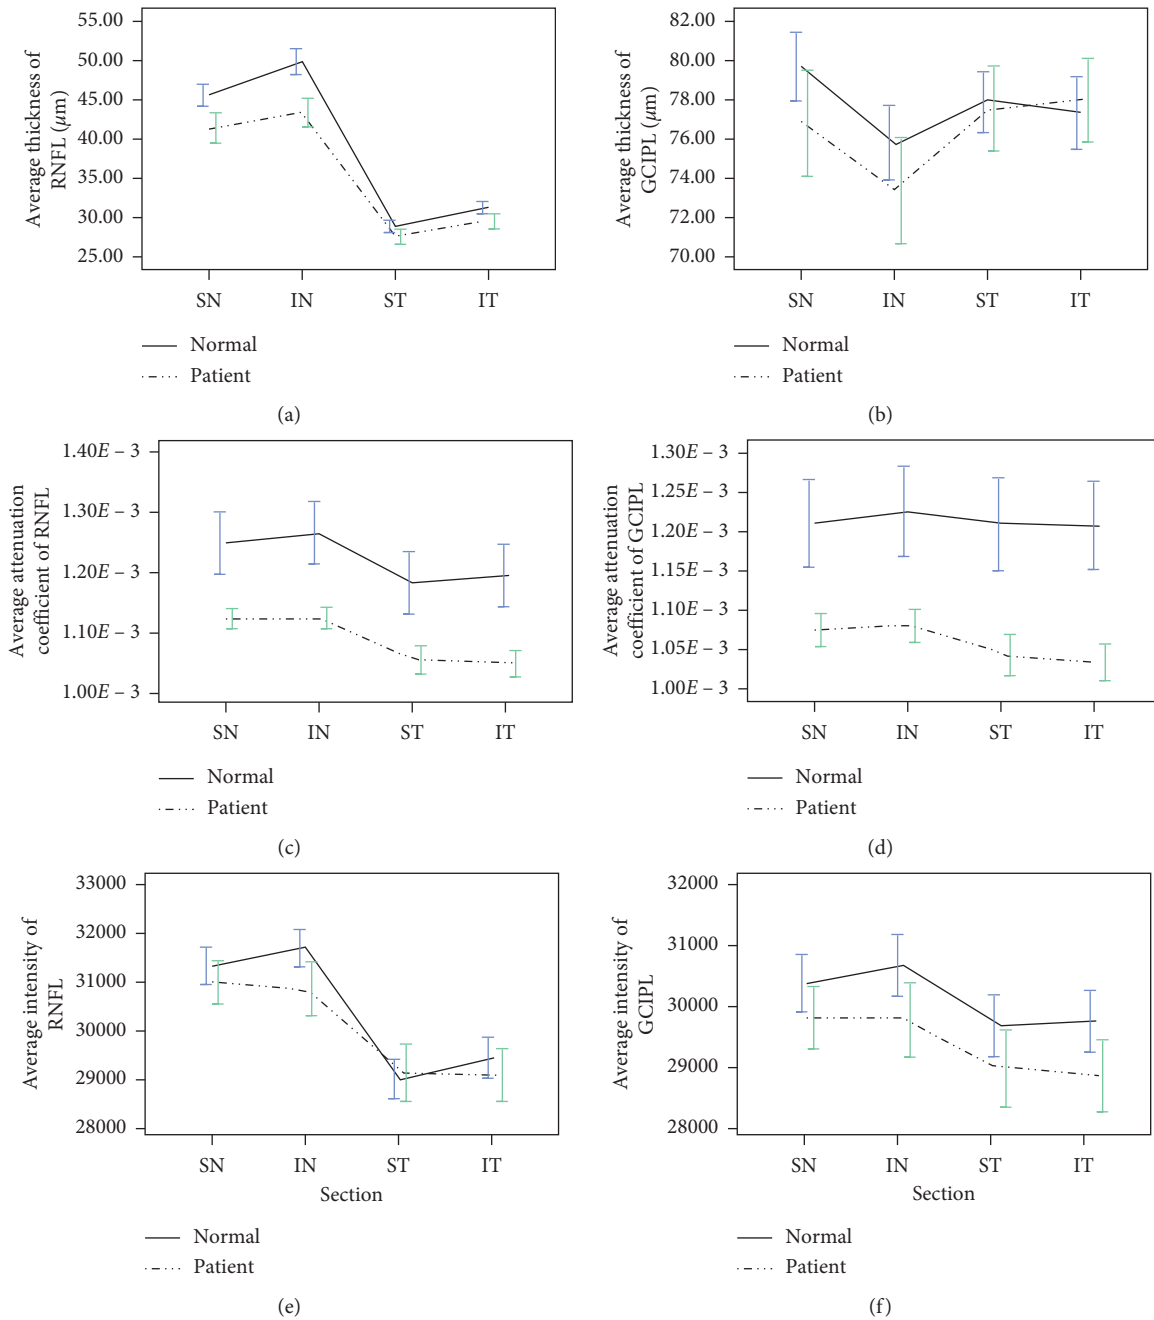 55.00
50.00
45.00
40.00
35.00
30.00
25.00
Average thickness of
RNFL (μm)
SN IN ST IT
Normal
Patient
(a)
82.00
80.00
78.00
76.00
74.00
72.00
70.00
Average thickness of
GCIPL (μm)
SN IN ST IT
Normal
Patient
(b)
1.40E – 3
1.30E – 3
1.20E – 3
1.10E – 3
1.00E – 3
Average attenuation
coefficient of RNFL
SN IN ST IT
Normal
Patient
(c)
1.30E – 3
1.25E – 3
1.20E – 3
1.15E – 3
1.10E – 3
1.05E – 3
1.00E – 3
Average attenuation
coefficient of GCIPL
SN IN ST IT
Normal
Patient
(d)
33000
32000
31000
30000
29000
28000
Average intensity of
RNFL
SN IN ST IT
Section
Normal
Patient
(e)
32000
31000
30000
29000
28000
Average intensity of
GCIPL
SN IN ST IT
Section
Normal
Patient
(f)